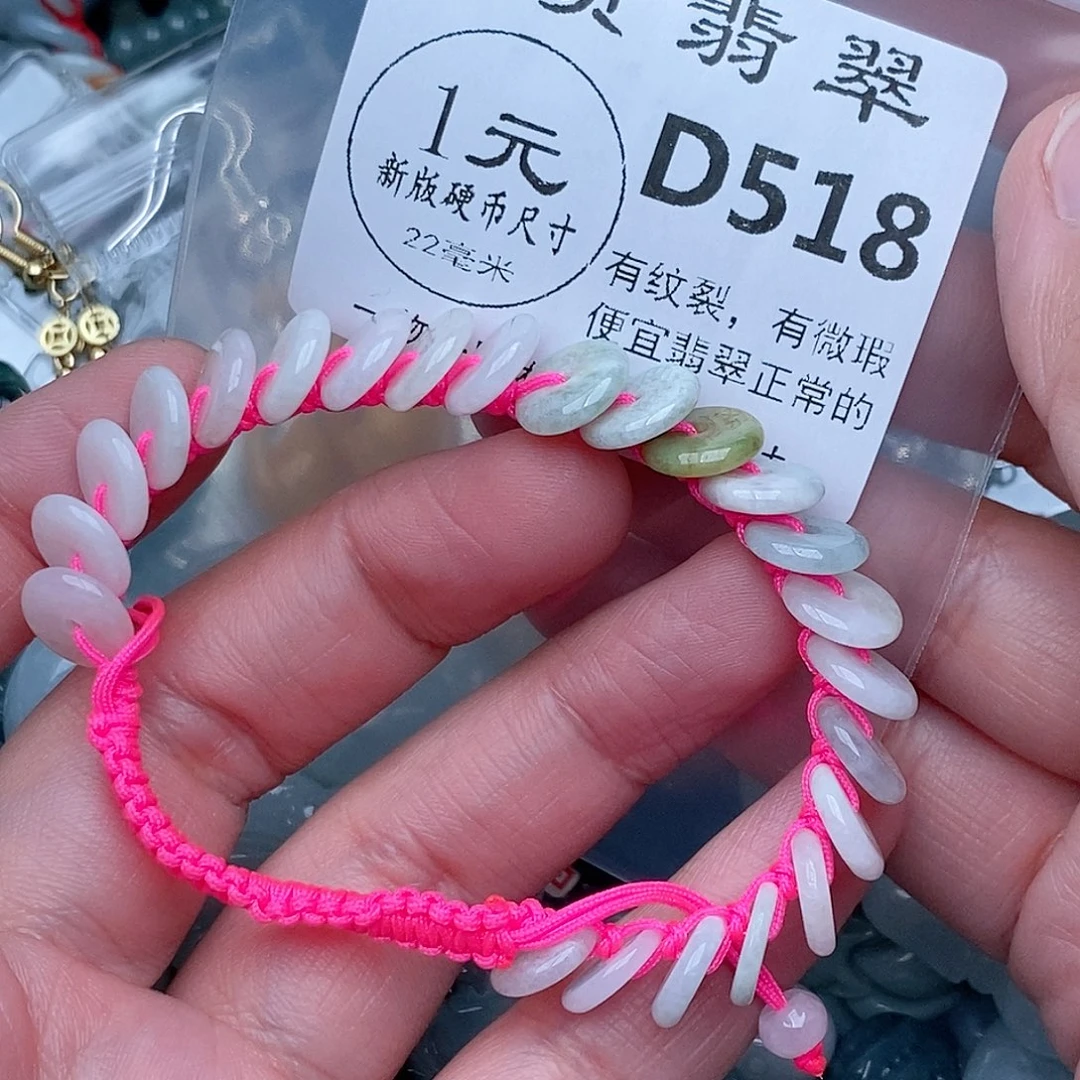 翡翠
1元
新版硬币尺寸
22毫米
D518
有纹裂，有微瑕
便宜翡翠正常的